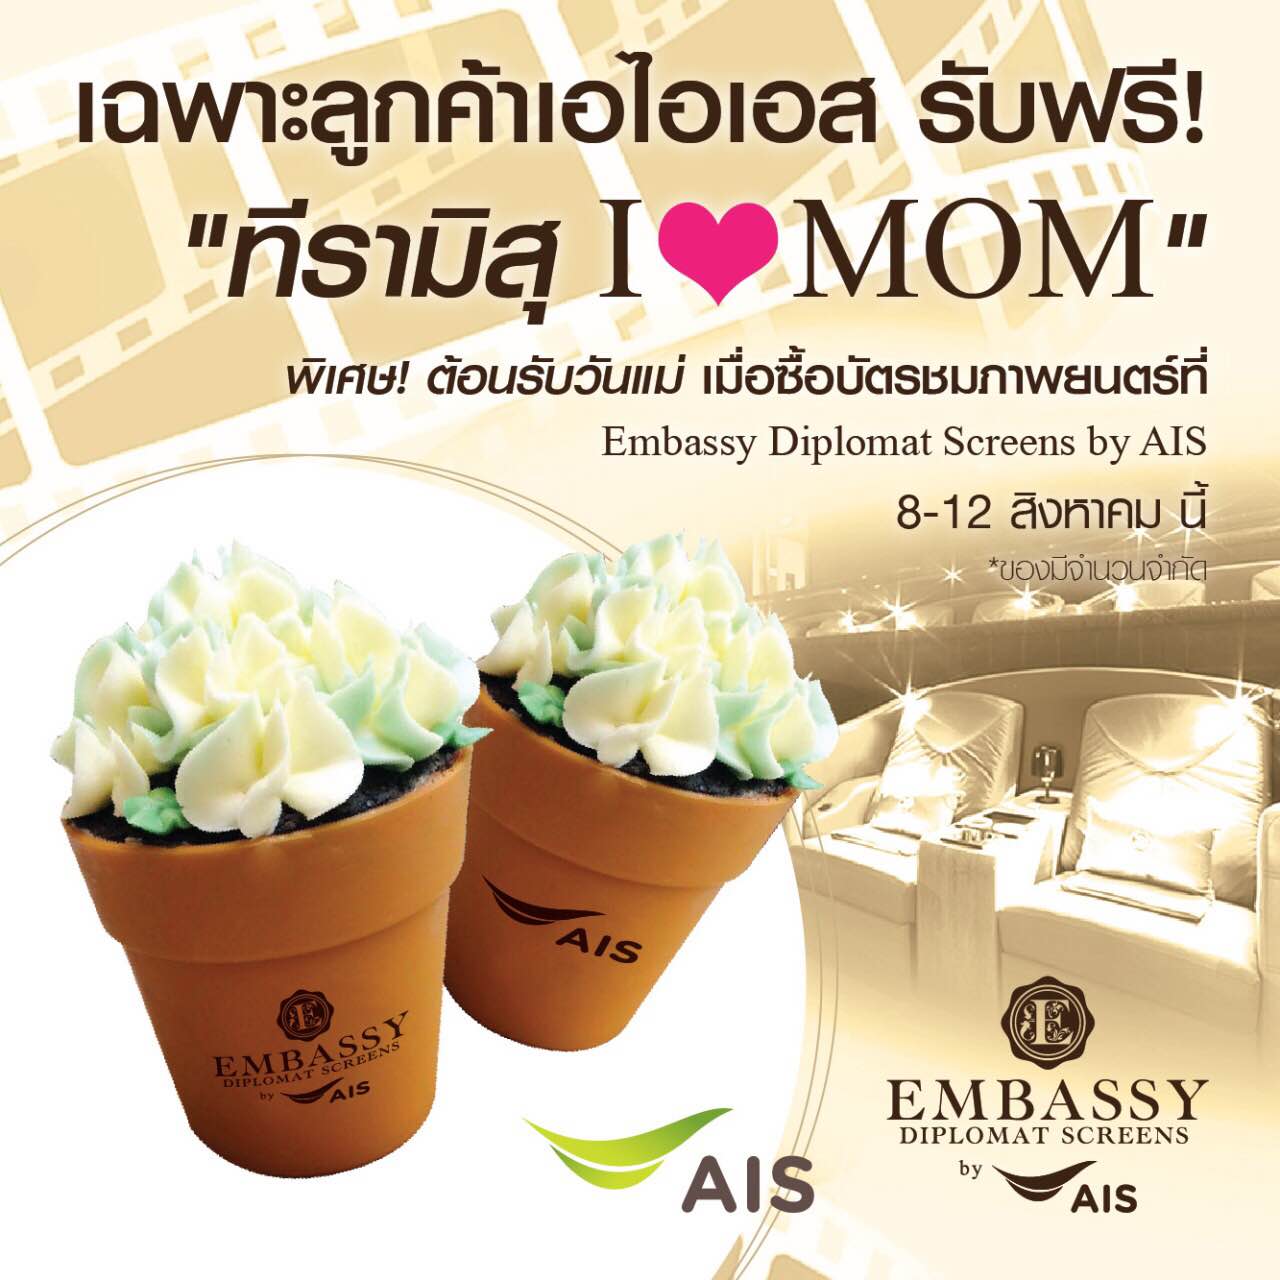 เฉพาะลูกค้าเอไอเอส รับฟรี!
"ทีรามิสุ I ♥ MOM"
พิเศษ! ต้อนรับวันแม่ เมื่อซื้อบัตรชมภาพยนตร์ที่
Embassy Diplomat Screens by AIS
8-12 สิงหาคม นี้
*ของมีจำนวนจำกัด
AIS
E
EMBASSY
DIPLOMAT SCREENS
by AIS
AIS
E
EMBASSY
DIPLOMAT SCREENS
by AIS